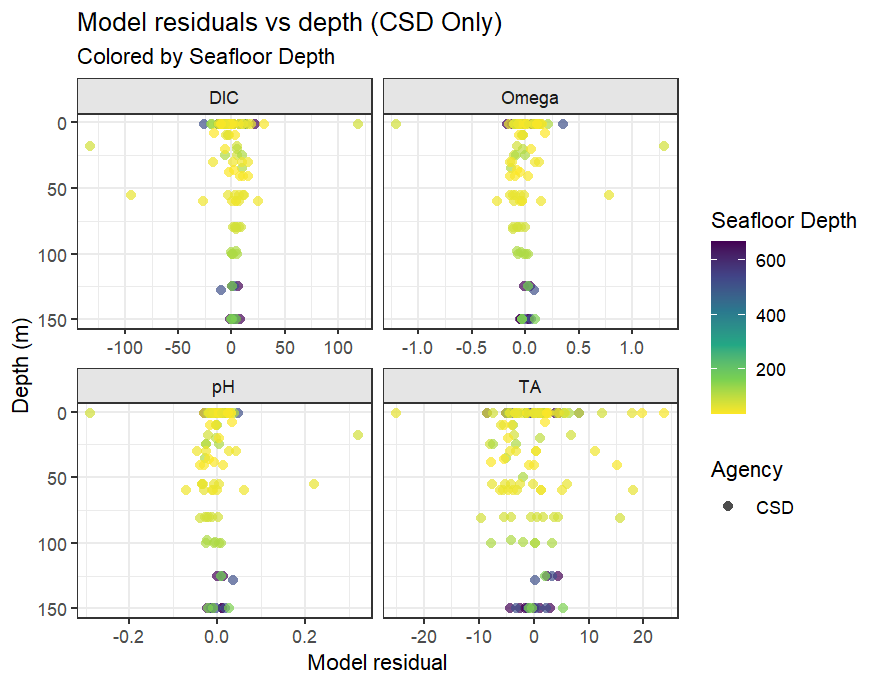 Model residuals vs depth (CSD Only)
Colored by Seafloor Depth
DIC
Omega
0
50
100
150
-100 -50 0 50 100
-1.0 -0.5 0.0 0.5 1.0
pH
TA
0
50
100
150
-0.2 0.0 0.2
-20 -10 0 10 20
Depth (m)
Model residual
Seafloor Depth
600
400
200
Agency
CSD